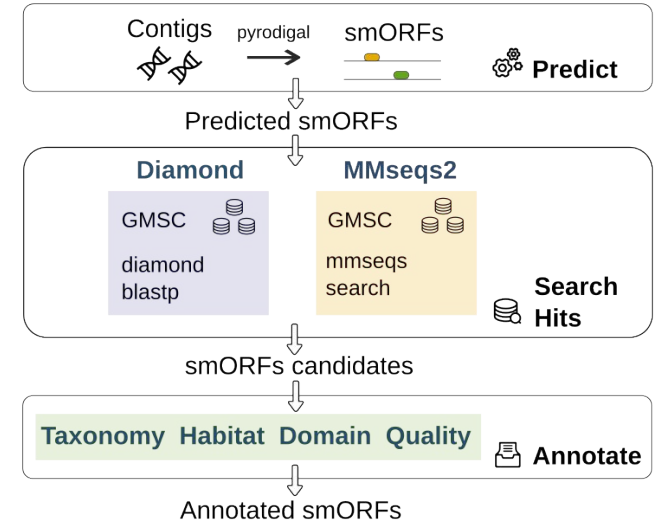 Contigs
pyrodigal
smORFs
Predict
Predicted smORFs
Diamond
MMseqs2
GMSC
diamond
blastp
GMSC
mmseqs
search
Search
Hits
smORFs candidates
Taxonomy Habitat Domain Quality
Annotate
Annotated smORFs